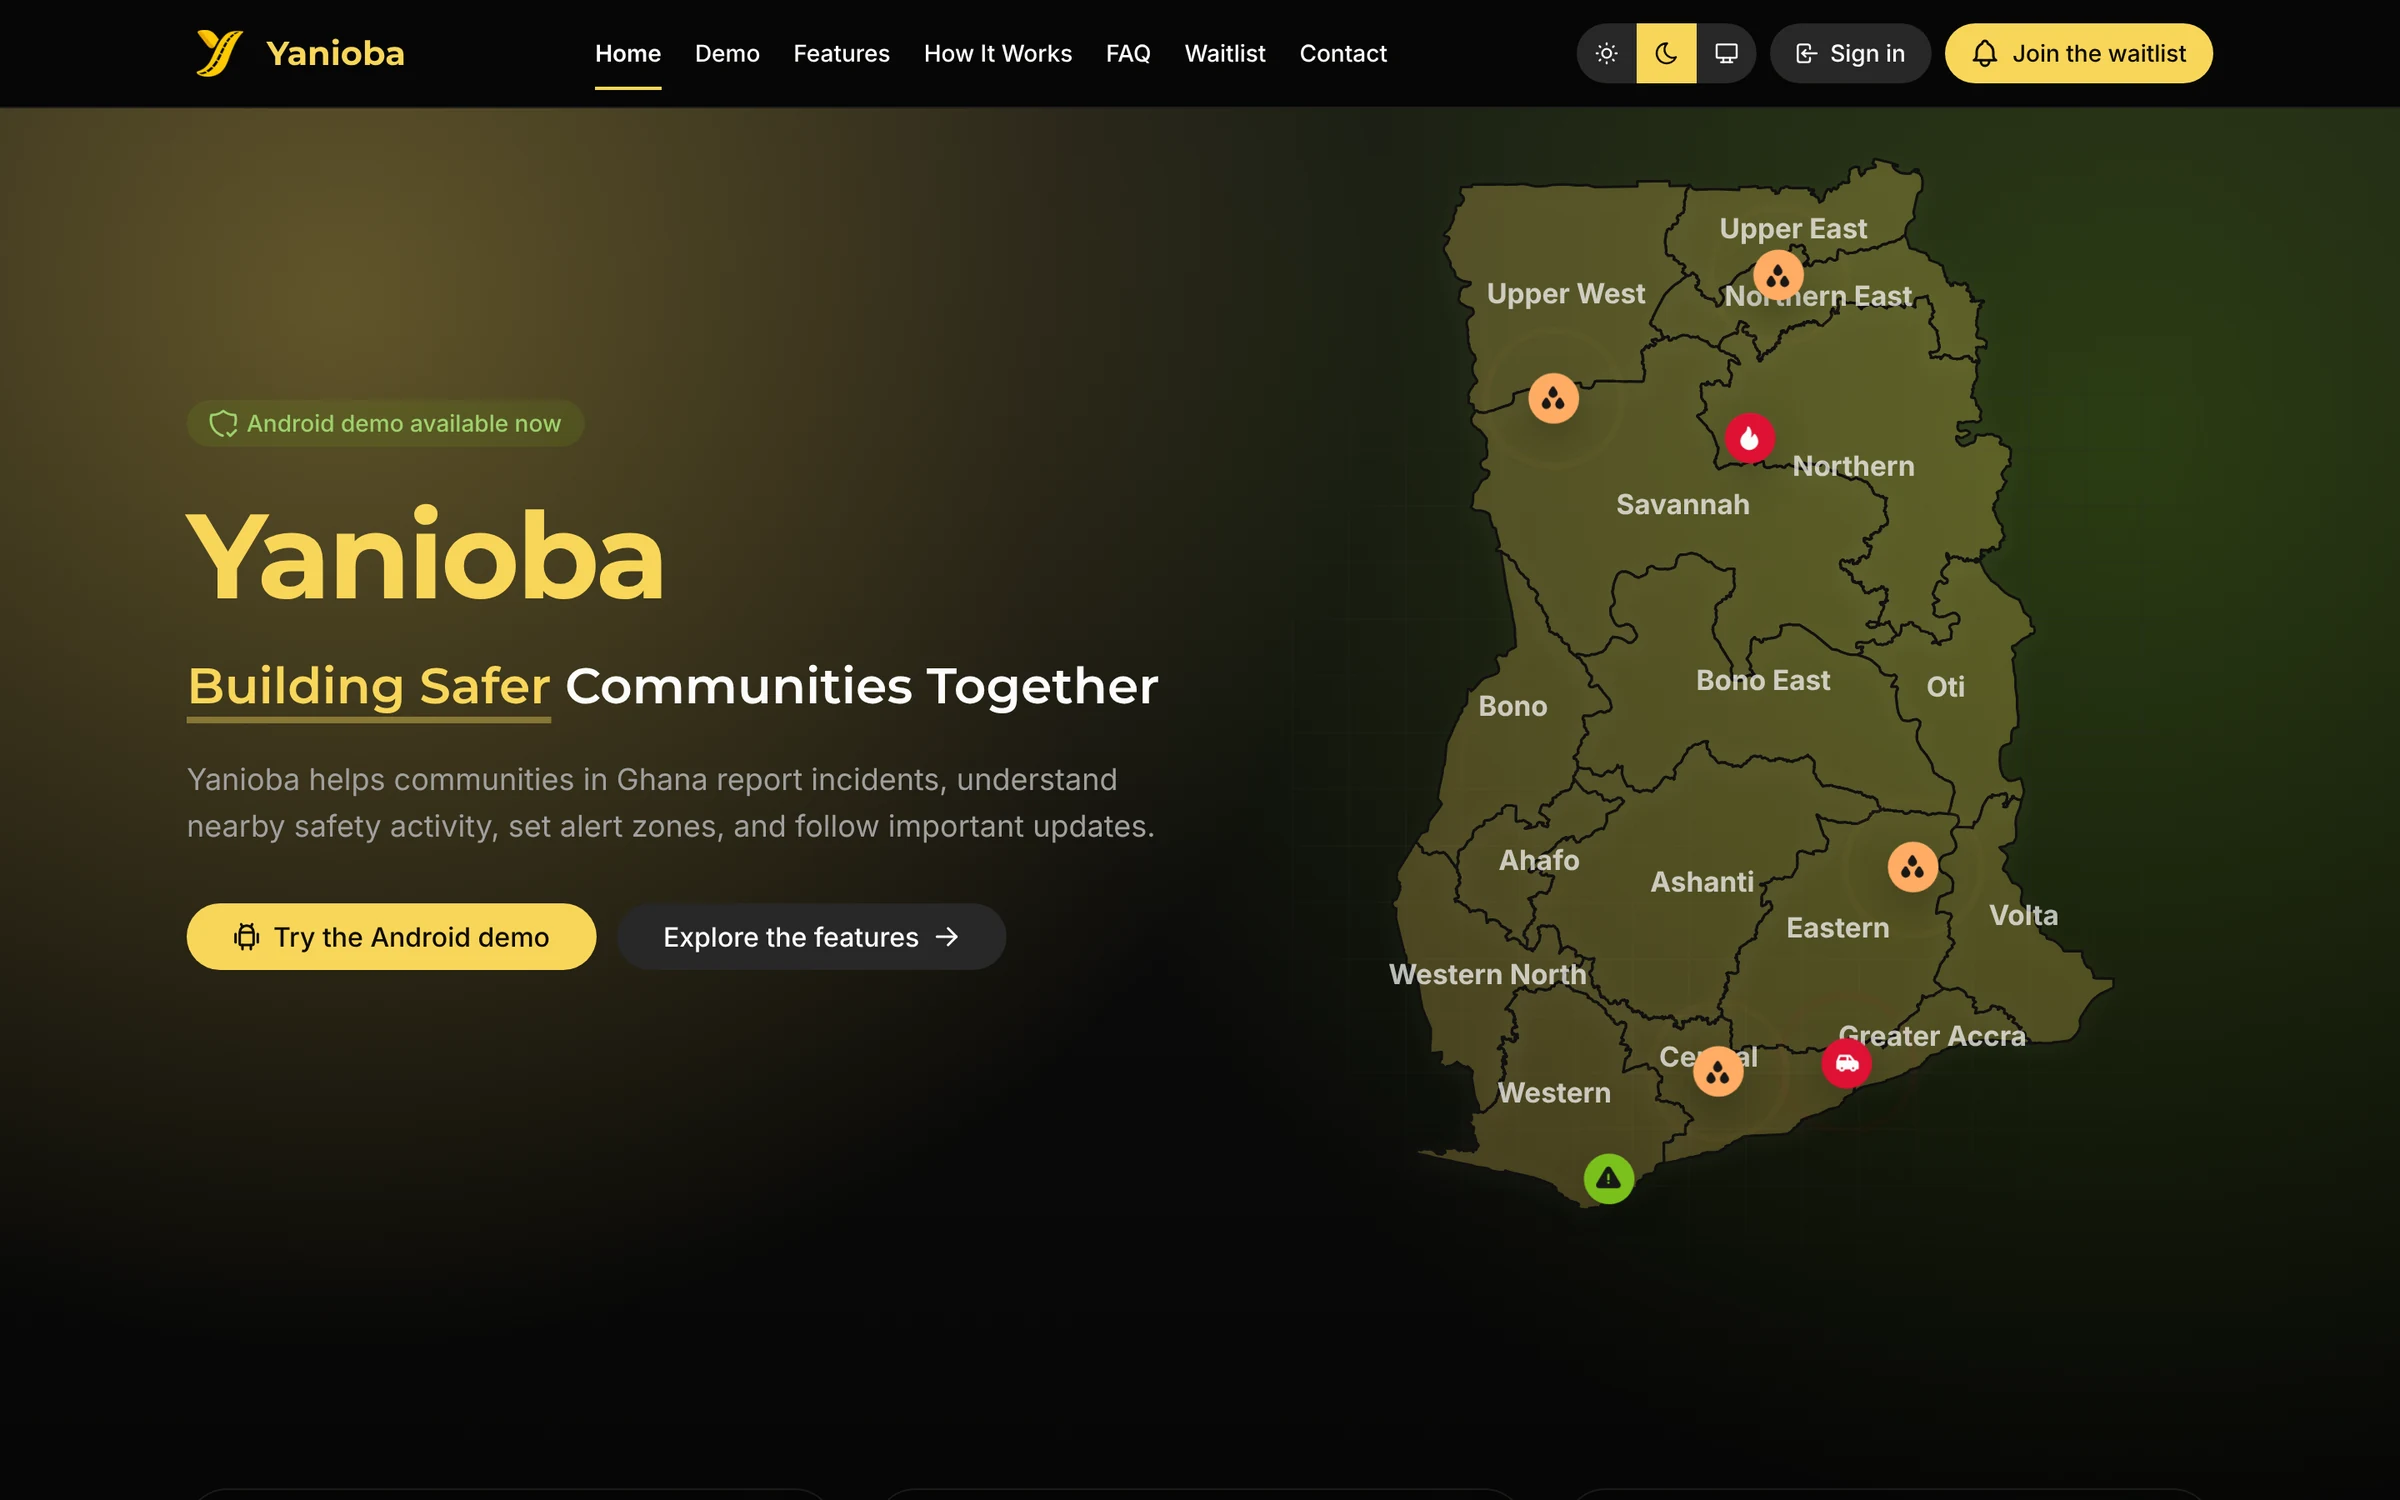 Yanioba
Home
Demo
Features
How It Works
FAQ
Waitlist
Contact
Sign in
Join the waitlist
Android demo available now
Yanioba
Building Safer Communities Together
Yanioba helps communities in Ghana report incidents, understand
nearby safety activity, set alert zones, and follow important updates.
Try the Android demo
Explore the features
Upper East
Upper West
Northern East
Northern
Savannah
Bono East
Oti
Bono
Ahafo
Ashanti
Eastern
Volta
Western North
Greater Accra
Central
Western